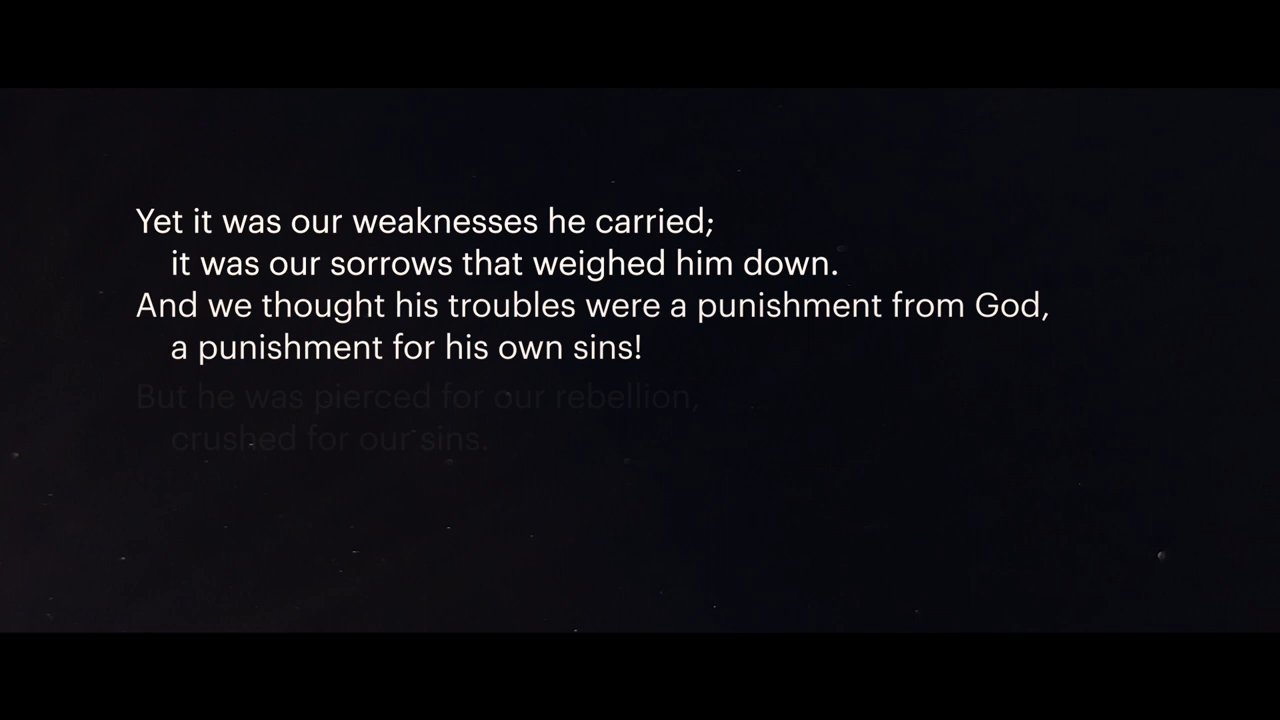 Yet it was our weaknesses he carried;
it was our sorrows that weighed him down.
And we thought his troubles were a punishment from God,
a punishment for his own sins!
But he was pierced for our rebellion,
crushed for our sins.